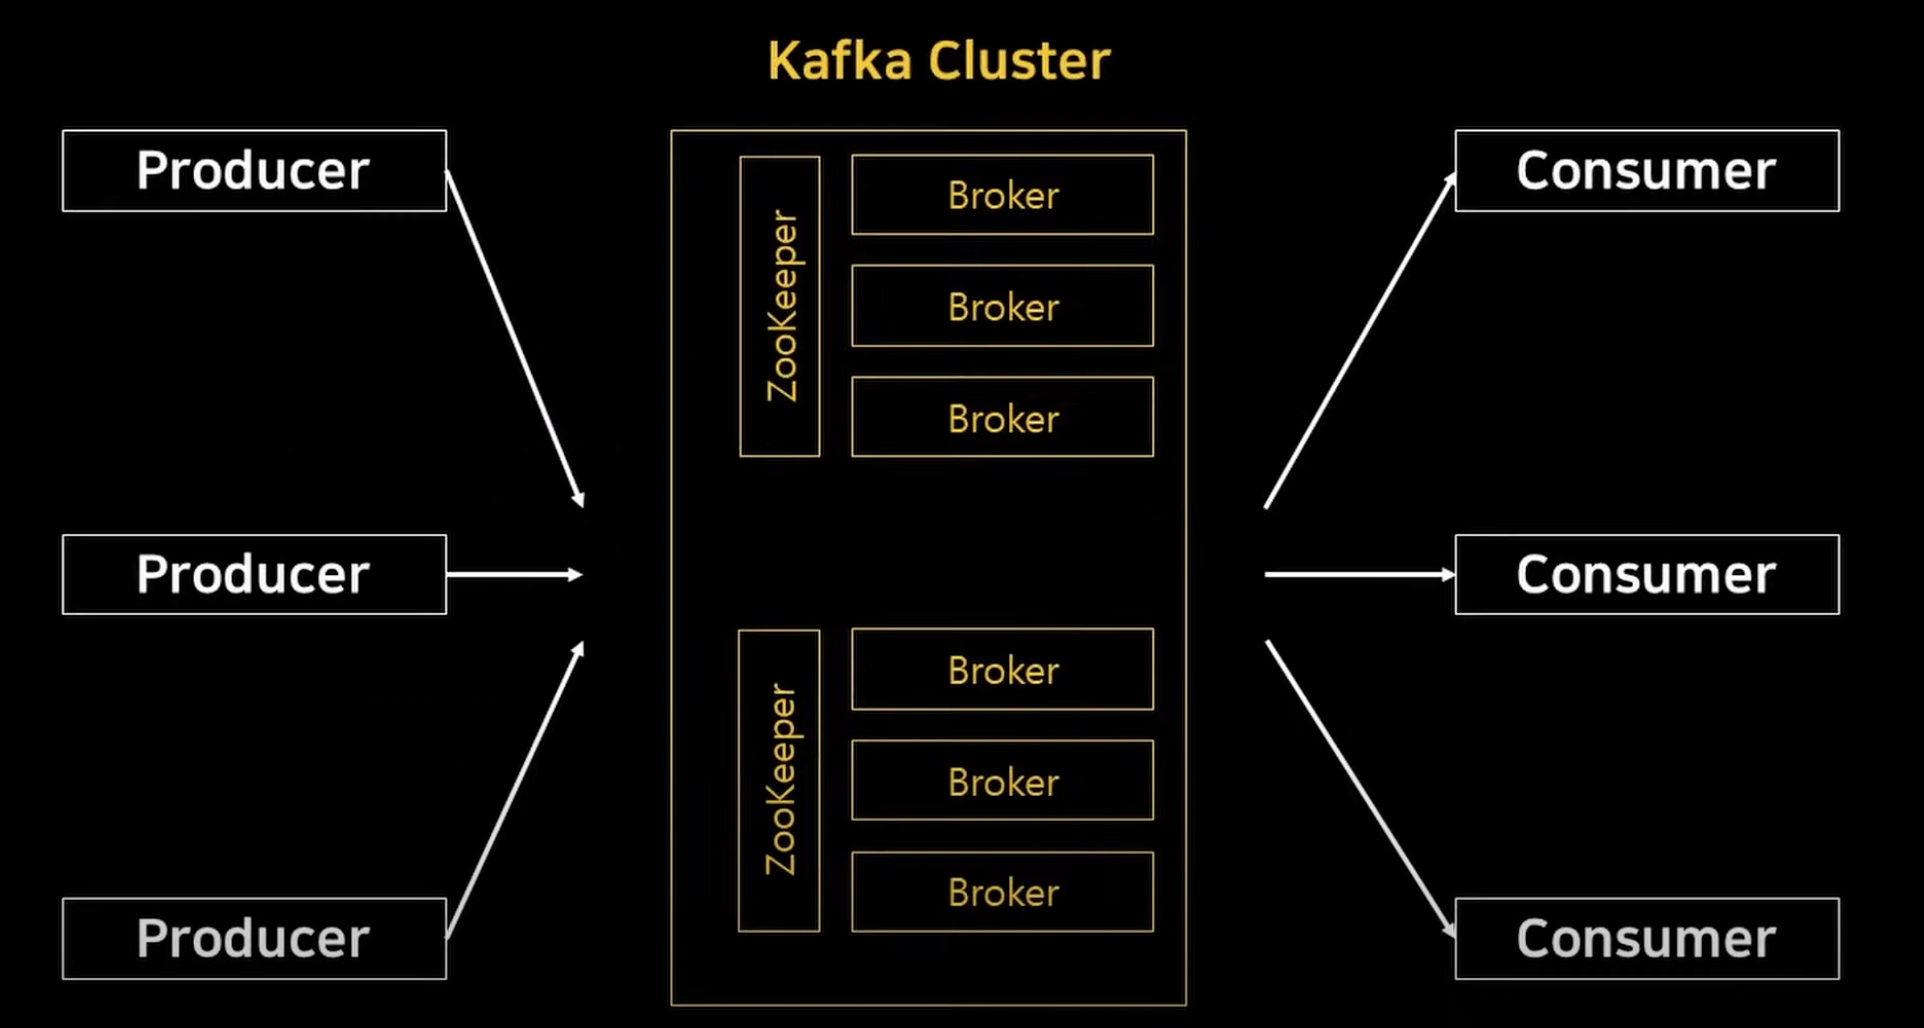 Kafka Cluster
Producer
Producer
Producer
ZooKeeper
Broker
Broker
Broker
ZooKeeper
Broker
Broker
Broker
Consumer
Consumer
Consumer